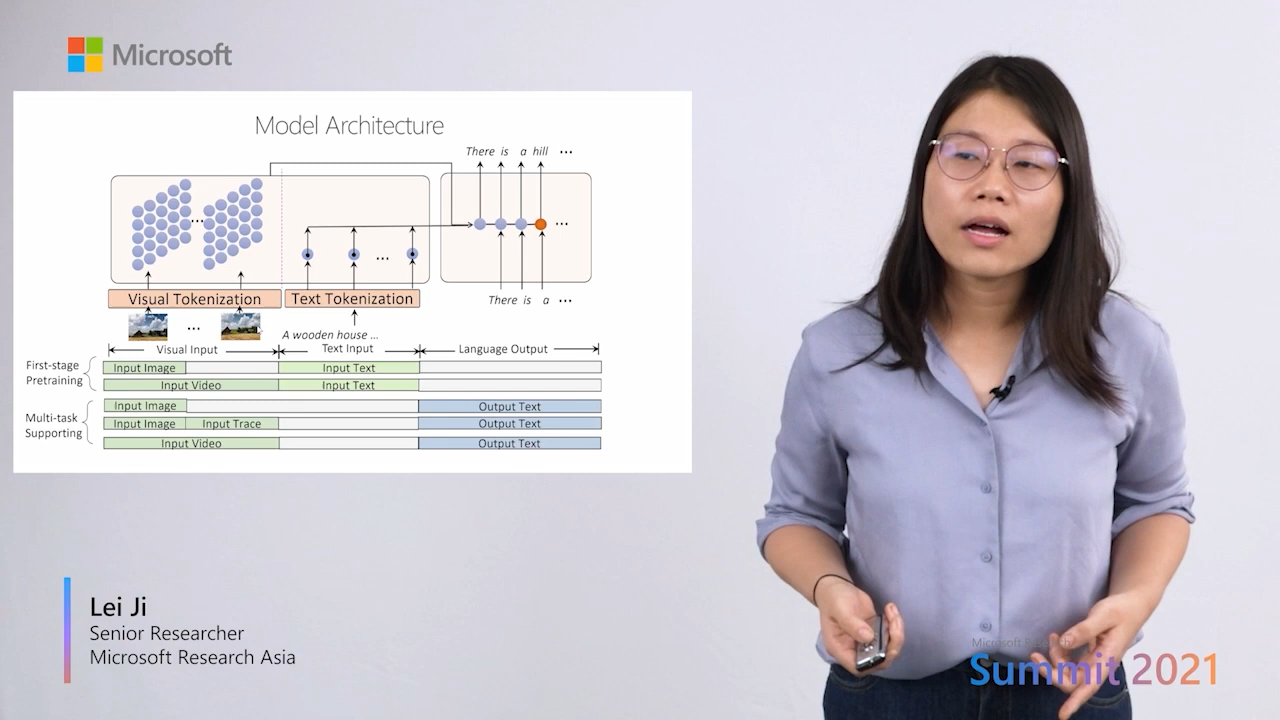 Microsoft
Model Architecture
There is a hill ...
...
...
...
Visual Tokenization
Text Tokenization
There is a ...
...
A wooden house ...
Visual Input
Text Input
Language Output
First-stage
Pretraining
Input Image
Input Text
Input Video
Input Text
Multi-task
Supporting
Input Image
Output Text
Input Image
Input Trace
Output Text
Input Video
Output Text
Lei Ji
Senior Researcher
Microsoft Research Asia
Microsoft Research
Summit 2021